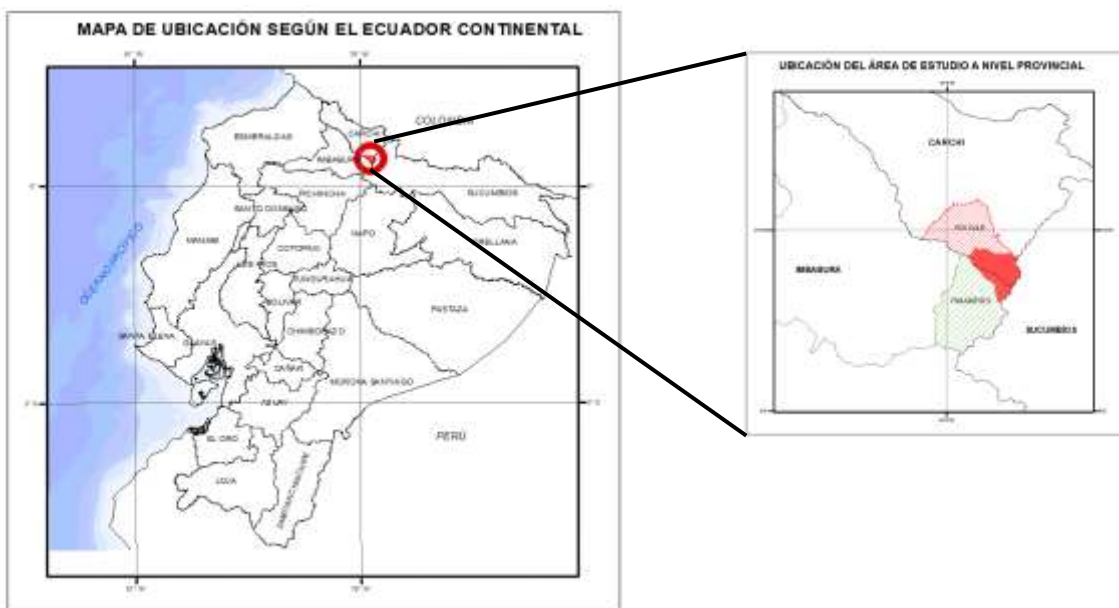 MAPA DE UBICACIÓN SEGÚN EL ECUADOR CONTINENTAL
COLOMBIA
CARCHI
ESMERALDAS
IMBABURA
SUCUMBIOS
PICHINCHA
SANTO DOMINGO
NAPO
ORELLANA
MANABI
COTOPAXI
LOS RIOS
TUNGURAHUA
BOLIVAR
PASTAZA
CHIMBORAZO
SANTA ELENA
GUAYAS
CAÑAR
MORONA SANTIAGO
AZUAY
EL ORO
PERÚ
LOJA
OCEANO PACIFICO
UBICACIÓN DEL ÁREA DE ESTUDIO A NIVEL PROVINCIAL
CARCHI
IMBABURA
SUCUMBIOS